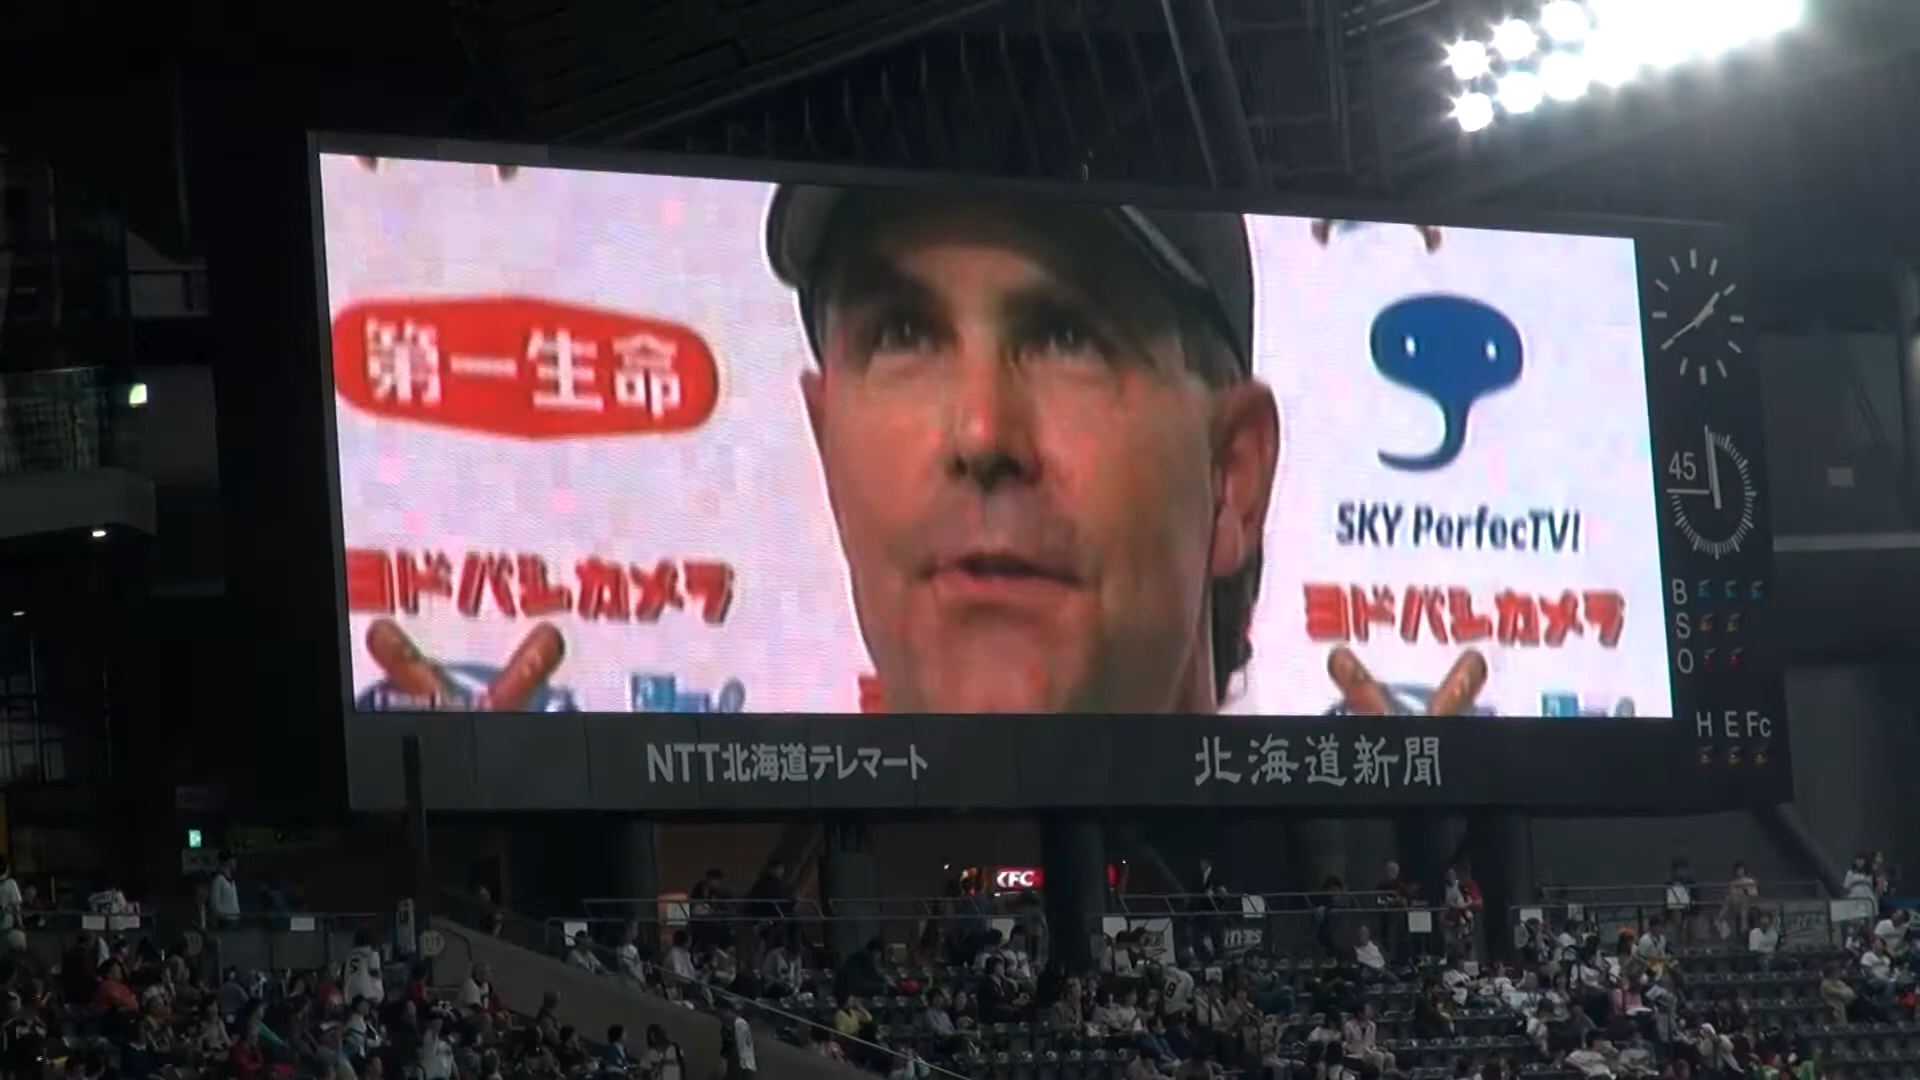 第一生命
SKY PerfecTV!
ヨドバシカメラ
ヨドバシカメラ
45
B
S
O
H E Fc
NTT北海道テレマート
北海道新聞
KFC